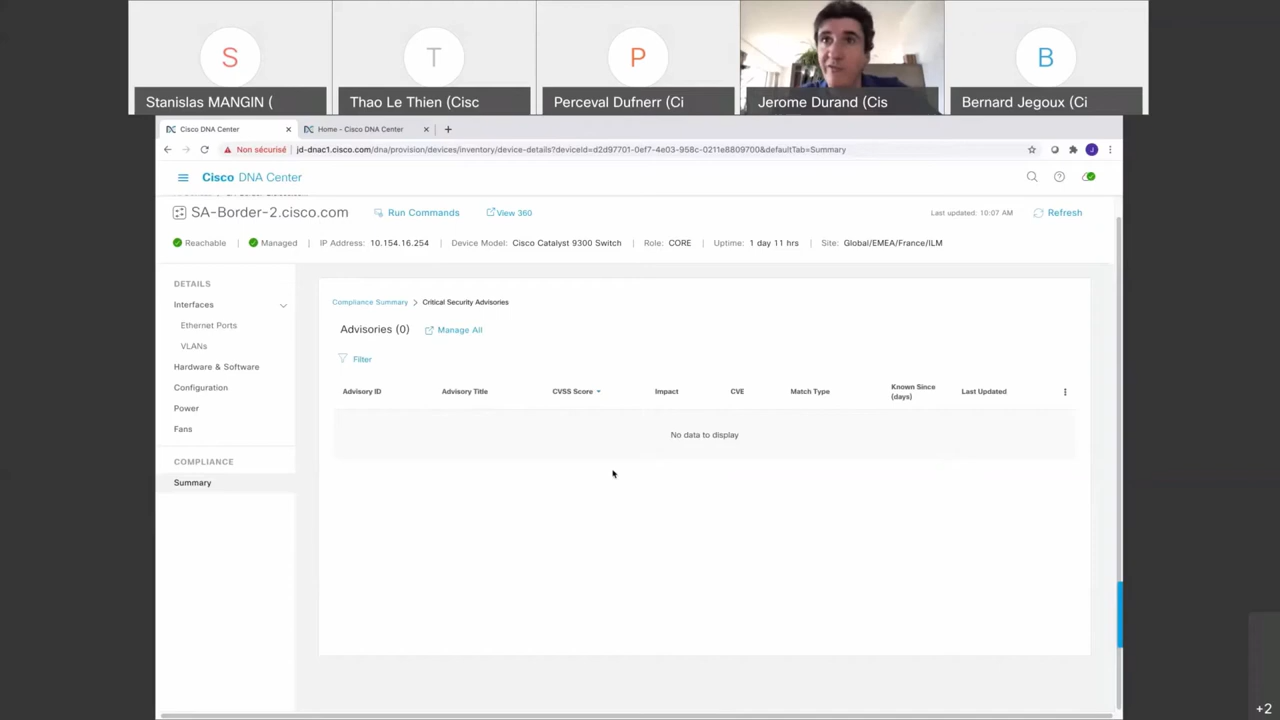 S
T
P
B
Stanislas MANGIN (
Thao Le Thien (Cisc
Perceval Dufnerr (Ci
Jerome Durand (Cis
Bernard Jegoux (Ci
Cisco DNA Center
Home - Cisco DNA Center
Non sécurisé jd-dnac1.cisco.com/dna/provision/devices/inventory/device-details?deviceId=d2d97701-0ef7-4e03-958c-0211e8809700&defaultTab=Summary
J
Cisco DNA Center
SA-Border-2.cisco.com Run Commands View 360 Last updated: 10:07 AM Refresh
Reachable Managed IP Address: 10.154.16.254 Device Model: Cisco Catalyst 9300 Switch Role: CORE Uptime: 1 day 11 hrs Site: Global/EMEA/France/ILM
DETAILS
Interfaces
Ethernet Ports
VLANs
Hardware & Software
Configuration
Power
Fans
COMPLIANCE
Summary
Compliance Summary > Critical Security Advisories
Advisories (0) Manage All
Filter
Advisory ID Advisory Title CVSS Score Impact CVE Match Type Known Since (days) Last Updated
No data to display
+2